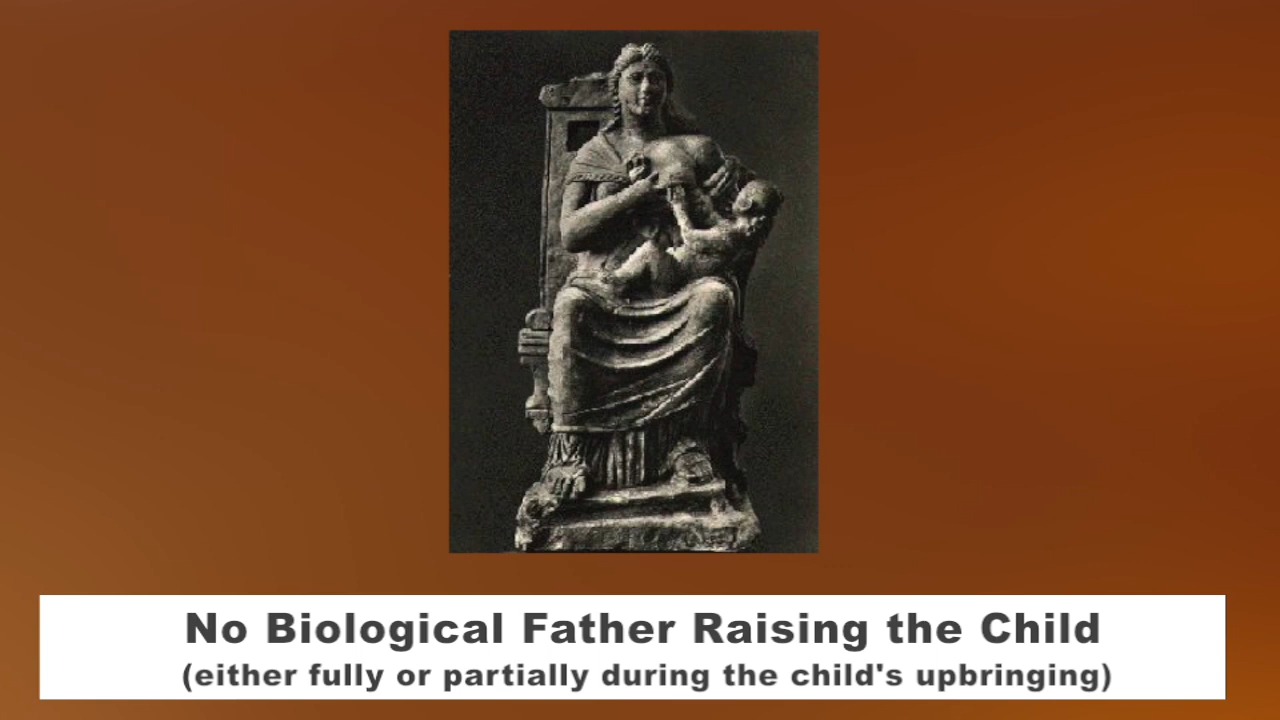 No Biological Father Raising the Child
(either fully or partially during the child's upbringing)